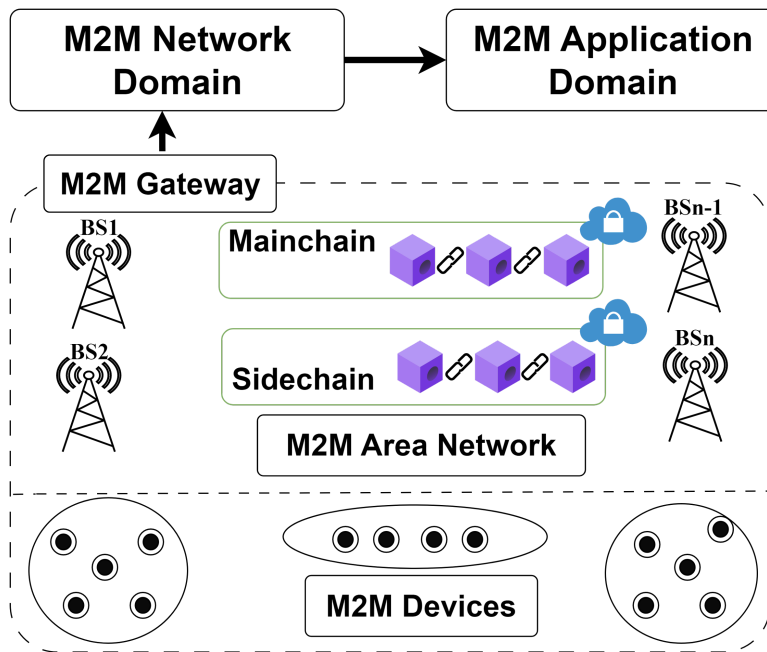 M2M Network
Domain
M2M Application
Domain
M2M Gateway
BS1
Mainchain
BSn-1
BS2
Sidechain
BSn
M2M Area Network
M2M Devices